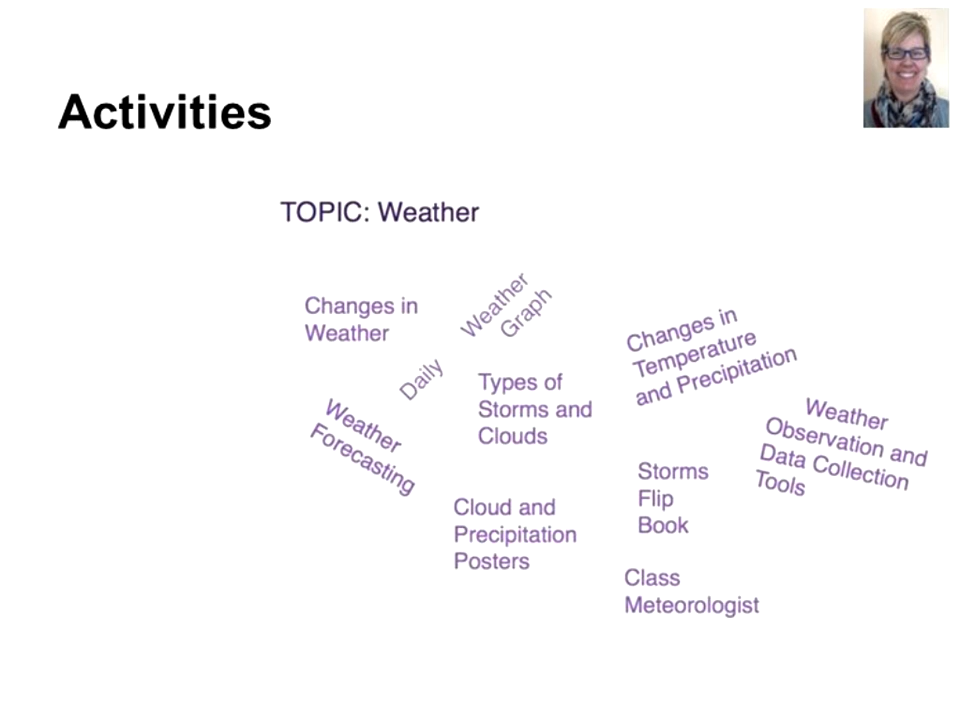 Activities
TOPIC: Weather
Changes in
Weather
Daily
Weather
Graph
Changes in
Temperature
and Precipitation
Types of
Storms and
Clouds
Weather
Forecasting
Weather
Observation and
Data Collection
Tools
Storms
Flip
Book
Cloud and
Precipitation
Posters
Class
Meteorologist